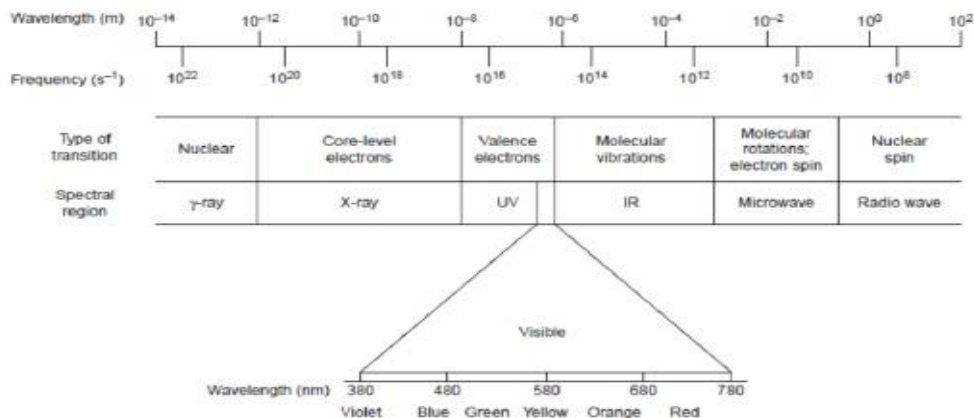 Wavelength (m) 10⁻¹⁴ 10⁻¹² 10⁻¹⁰ 10⁻⁸ 10⁻⁶ 10⁻⁴ 10⁻² 10⁰ 10²
Frequency (s⁻¹) 10²² 10²⁰ 10¹⁸ 10¹⁶ 10¹⁴ 10¹² 10¹⁰ 10⁸
Type of
transition
Nuclear
Core-level
electrons
Valence
electrons
Molecular
vibrations
Molecular
rotations;
electron spin
Nuclear
spin
Spectral
region
γ-ray X-ray UV IR Microwave Radio wave
Visible
Wavelength (nm) 380 480 580 680 780
Violet Blue Green Yellow Orange Red